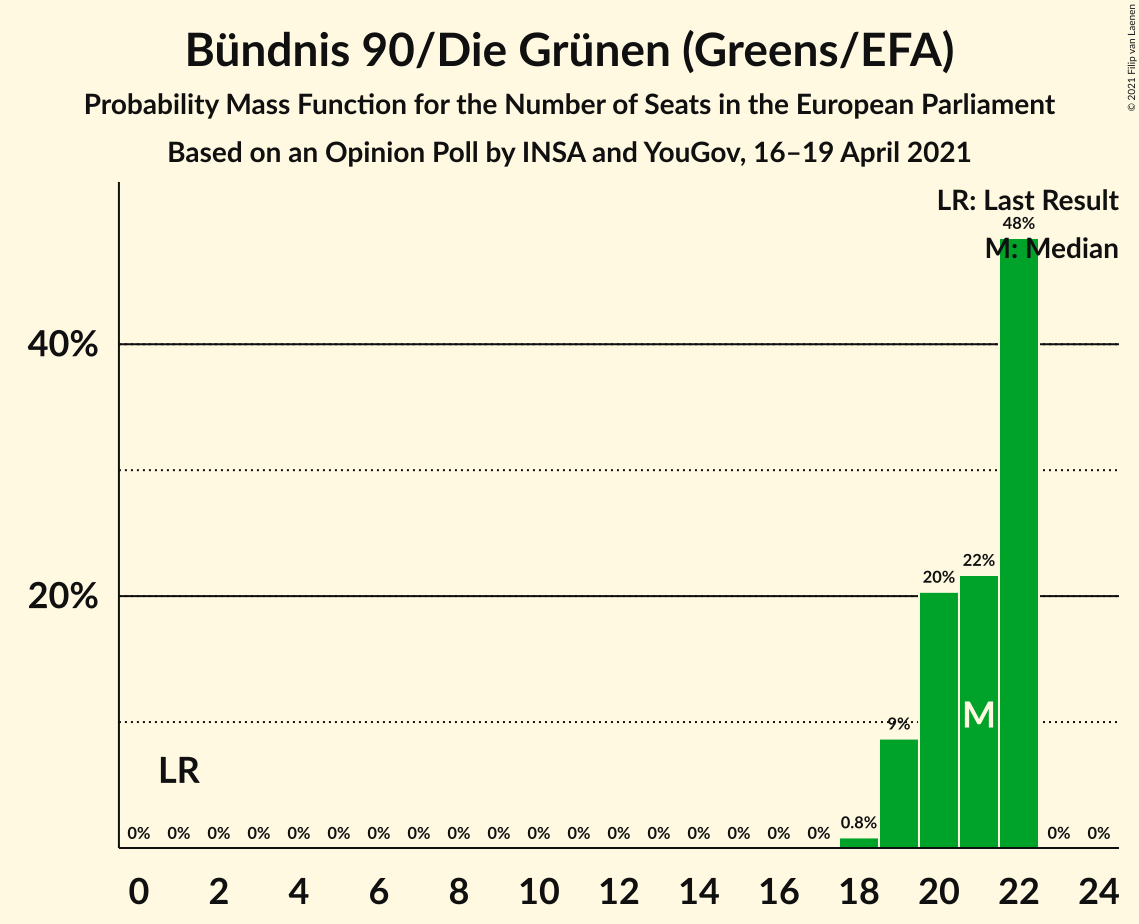 Bündnis 90/Die Grünen (Greens/EFA)
Probability Mass Function for the Number of Seats in the European Parliament
Based on an Opinion Poll by INSA and YouGov, 16–19 April 2021
© 2021 Filip van Laenen
LR: Last Result
M: Median
48%
40%
22%
20%
20%
9%
M
LR
0% 0% 0% 0% 0% 0% 0% 0% 0% 0% 0% 0% 0% 0% 0% 0% 0% 0% 0.8% 0% 0%
0 2 4 6 8 10 12 14 16 18 20 22 24